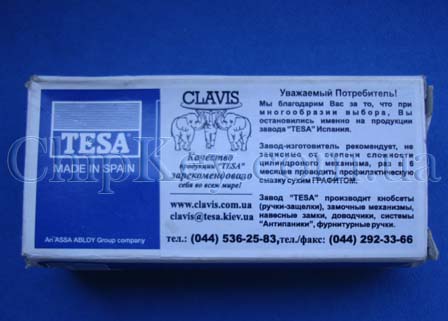 CLAVIS
Уважаемый Потребитель!
Мы благодарим Вас за то, что при
многообразии выбора, Вы
остановились именно на продукции
завода "TESA" Испания.
TESA
MADE IN SPAIN
Качество
продукции "TESA"
зарекомендовало
себя во всем мире!
Завод-изготовитель рекомендует, не
зависимо от степени сложности
цилиндрового механизма, раз в 6
месяцев проводить профилактическую
смазку сухим ГРАФИТОМ.
www.clavis.com.ua
clavis@tesa.kiev.ua
Завод "TESA" производит кнобсеты
(ручки-защелки), замочные механизмы,
навесные замки, доводчики, системы
"Антипаники", фурнитурные ручки.
An ASSA ABLOY Group company
тел.: (044) 536-25-83, тел./факс: (044) 292-33-66